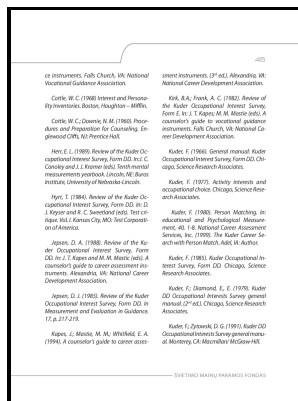 45
ce instruments. Falls Church, VA: National
Vocational Guidance Association.
Cottle, W. C. (1968) Interest and Persona-
lity Inventories. Boston, Haughton – Mifflin.
Cottle, W. C.; Downie, N. M. (1960). Proce-
dures and Preparation for Counseling. En-
glewood Cliffs, NJ: Prentice Hall.
Herr, E. L. (1989). Review of the Kuder Oc-
cupational Interest Survey, Form DD. In: J. C.
Conoley and J. L. Kramer (eds), Tenth mental
measurements yearbook. Lincoln, NE: Buros
Institute, University of Nebraska-Lincoln.
Hyrt, T. (1984). Review of the Kuder Oc-
cupational Interest Survey, Form DD. In: D.
J. Keyser and R. C. Sweetland (eds). Test crit-
ique. Vol. I. Kansas City, MO: Test Corporati-
on of America.
Jepsen, D. A. (1988). Review of the Ku-
der Occupational Interest Survey, Form
DD. In: J. T. Kapes and M. M. Mastic (eds). A
counselor's guide to career assessment ins-
truments. Alexandria, VA: National Career
Development Association.
Jepsen, D. J. (1985). Review of the Kuder
Occupational Interest Survey, Form DD. In
Measurement and Evaluation in Guidance.
17, p. 217-219.
Kapes, J.; Mastie, M. M.; Whitfield, E. A.
(1994). A counselor's guide to career asses-
sment instruments. (3rd ed.). Alexandria, VA:
National Career Development Association.
Kirk, B.A.; Frank, A. C. (1982). Review of
the Kuder Occupational Interest Survey,
Form E. In: J. T. Kapes; M. M. Mastie (eds). A
counselor's guide to vocational guidance
instruments. Falls Church, VA: National Ca-
reer Development Association.
Kuder, F. (1966). General manual: Kuder
Occupational Interest Survey, Form DD. Chi-
cago, Science Research Associates.
Kuder, F. (1977). Activity interests and
occupational choice. Chicago, Science Rese-
arch Associates.
Kuder, F. (1980). Person Matching. In:
Educational and Psychological Measure-
ment, 40, 1-8. National Career Assessment
Services, Inc. (1999). The Kuder Career Se-
arch with Person Match. Adel, IA: Author.
Kuder, F. (1985). Kuder Occupational In-
terest Survey, Form DD. Chicago, Science
Research Associates.
Kuder, F.; Diamond, E., E. (1979). Kuder
DD Occupational Interests Survey general
manual. (2nd ed.). Chicago, Science Research
Associates.
Kuder, F.; Zytowski, D. G. (1991). Kuder DD
Occupational Interests Survey general manu-
al. Monterey, CA: Macmillan/ McGraw-Hill.
ŠVIETIMO MAINŲ PARAMOS FONDAS